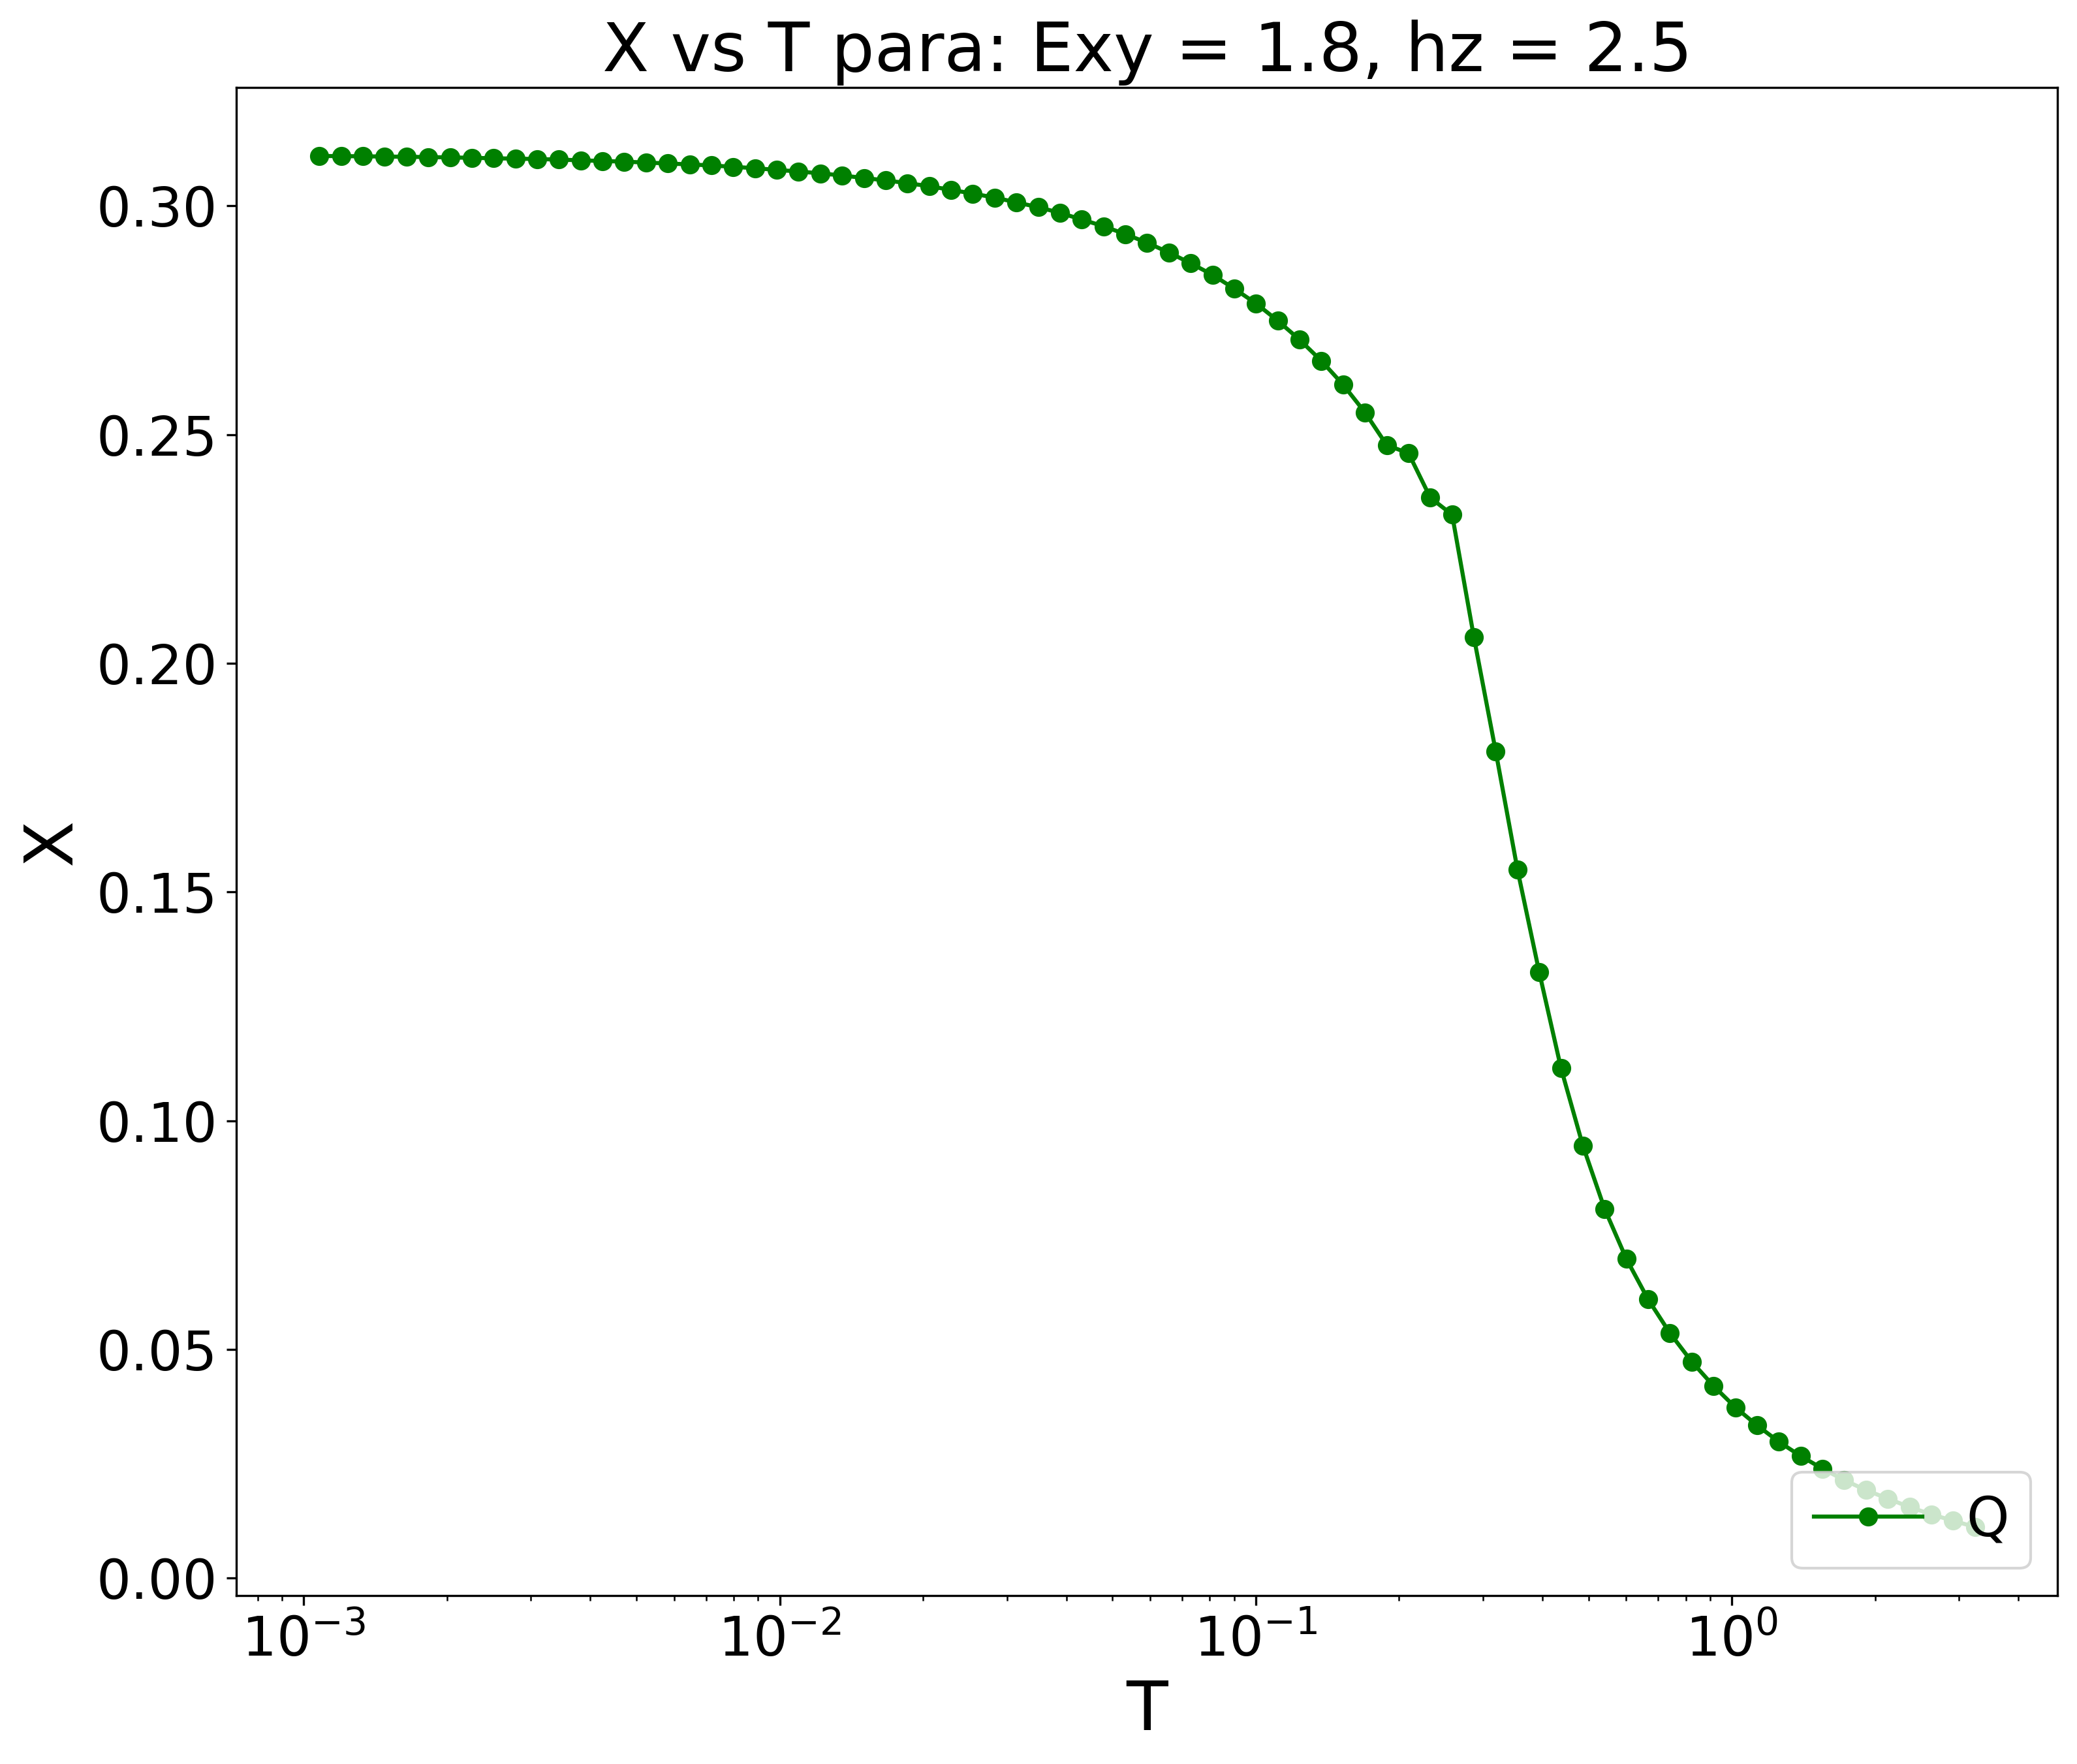 X vs T para: Exy = 1.8, hz = 2.5
X
0.30
0.25
0.20
0.15
0.10
0.05
0.00
Q
10⁻³ 10⁻² 10⁻¹ 10⁰
T